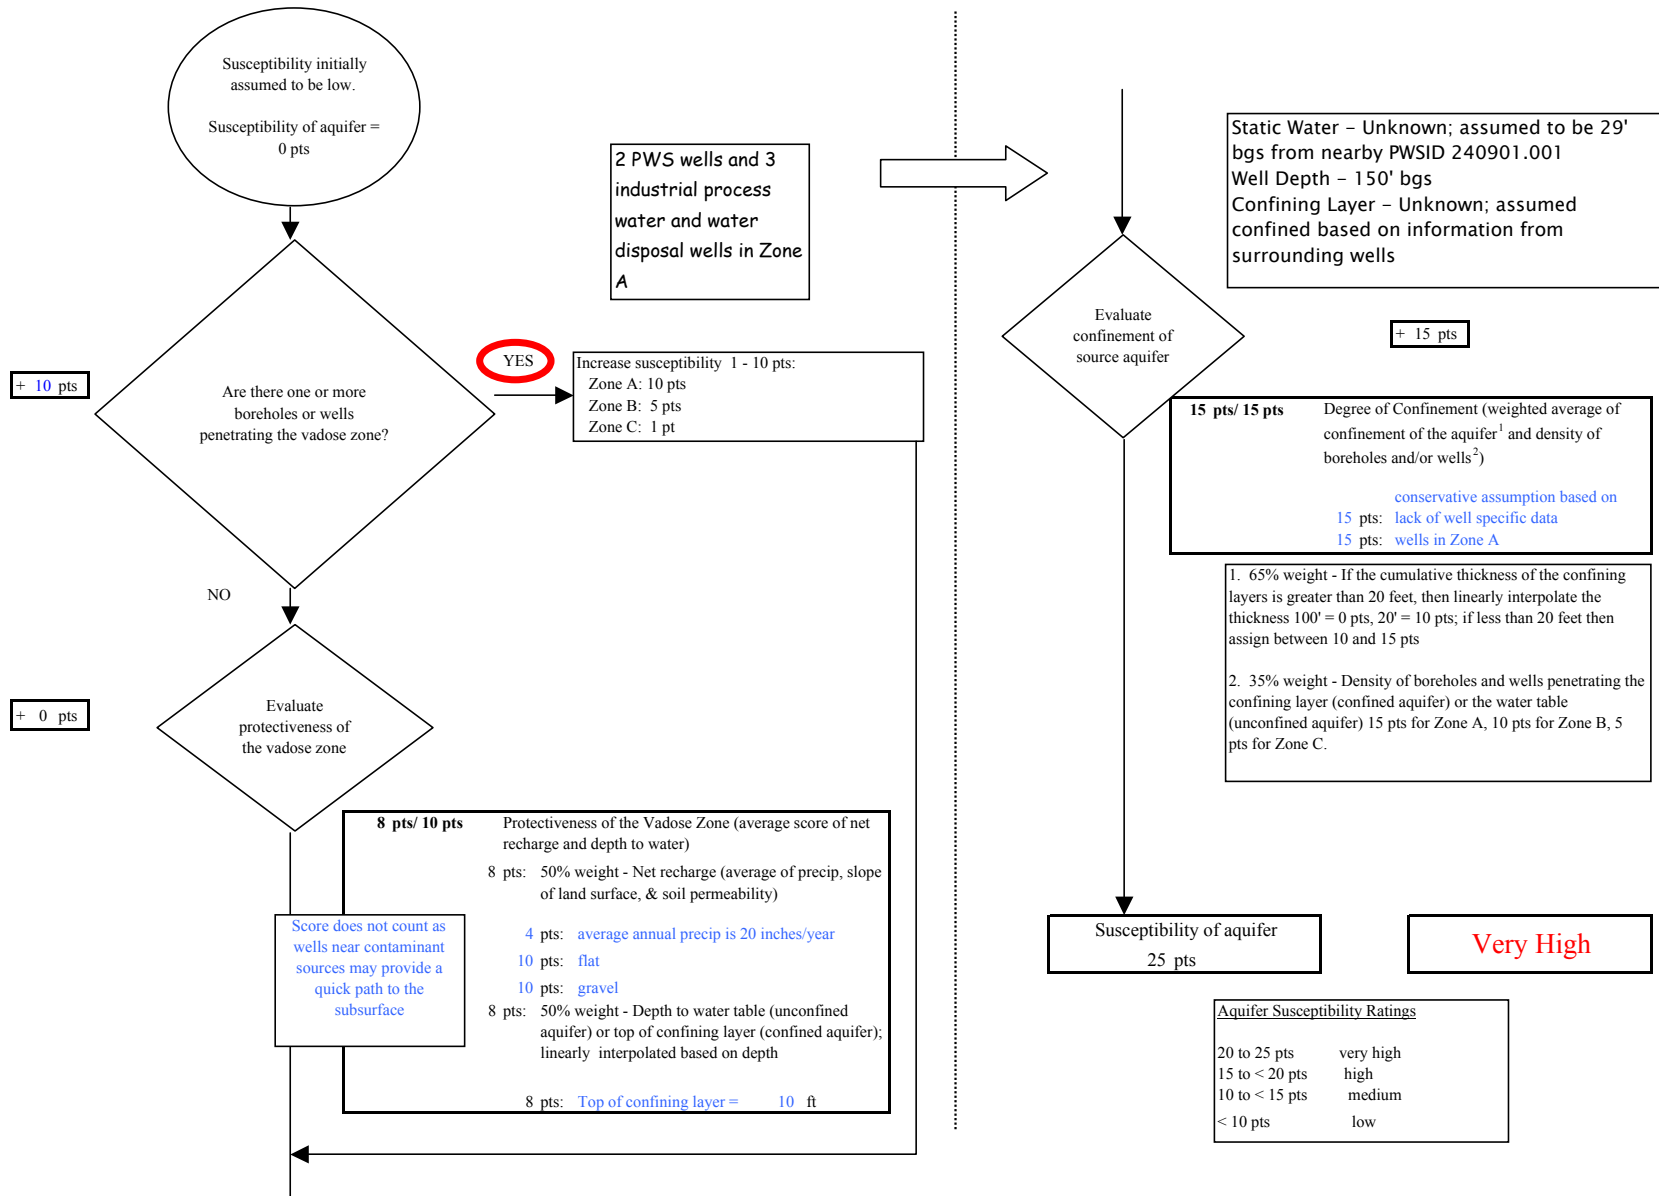 Susceptibility initially
assumed to be low.
Susceptibility of aquifer =
0 pts
2 PWS wells and 3
industrial process
water and water
disposal wells in Zone
A
+ 10 pts
Are there one or more
boreholes or wells
penetrating the vadose zone?
YES
Increase susceptibility 1 - 10 pts:
Zone A: 10 pts
Zone B: 5 pts
Zone C: 1 pt
NO
+ 0 pts
Evaluate
protectiveness of
the vadose zone
8 pts/ 10 pts Protectiveness of the Vadose Zone (average score of net
recharge and depth to water)
8 pts: 50% weight - Net recharge (average of precip, slope
of land surface, & soil permeability)
4 pts: average annual precip is 20 inches/year
10 pts: flat
10 pts: gravel
8 pts: 50% weight - Depth to water table (unconfined
aquifer) or top of confining layer (confined aquifer);
linearly interpolated based on depth
8 pts: Top of confining layer = 10 ft
Score does not count as
wells near contaminant
sources may provide a
quick path to the
subsurface
Static Water – Unknown; assumed to be 29'
bgs from nearby PWSID 240901.001
Well Depth – 150' bgs
Confining Layer – Unknown; assumed
confined based on information from
surrounding wells
Evaluate
confinement of
source aquifer
+ 15 pts
15 pts/ 15 pts Degree of Confinement (weighted average of
confinement of the aquifer1 and density of
boreholes and/or wells2)
conservative assumption based on
15 pts: lack of well specific data
15 pts: wells in Zone A
1. 65% weight - If the cumulative thickness of the confining
layers is greater than 20 feet, then linearly interpolate the
thickness 100' = 0 pts, 20' = 10 pts; if less than 20 feet then
assign between 10 and 15 pts
2. 35% weight - Density of boreholes and wells penetrating the
confining layer (confined aquifer) or the water table
(unconfined aquifer) 15 pts for Zone A, 10 pts for Zone B, 5
pts for Zone C.
Susceptibility of aquifer
25 pts
Very High
Aquifer Susceptibility Ratings
20 to 25 pts very high
15 to < 20 pts high
10 to < 15 pts medium
< 10 pts low